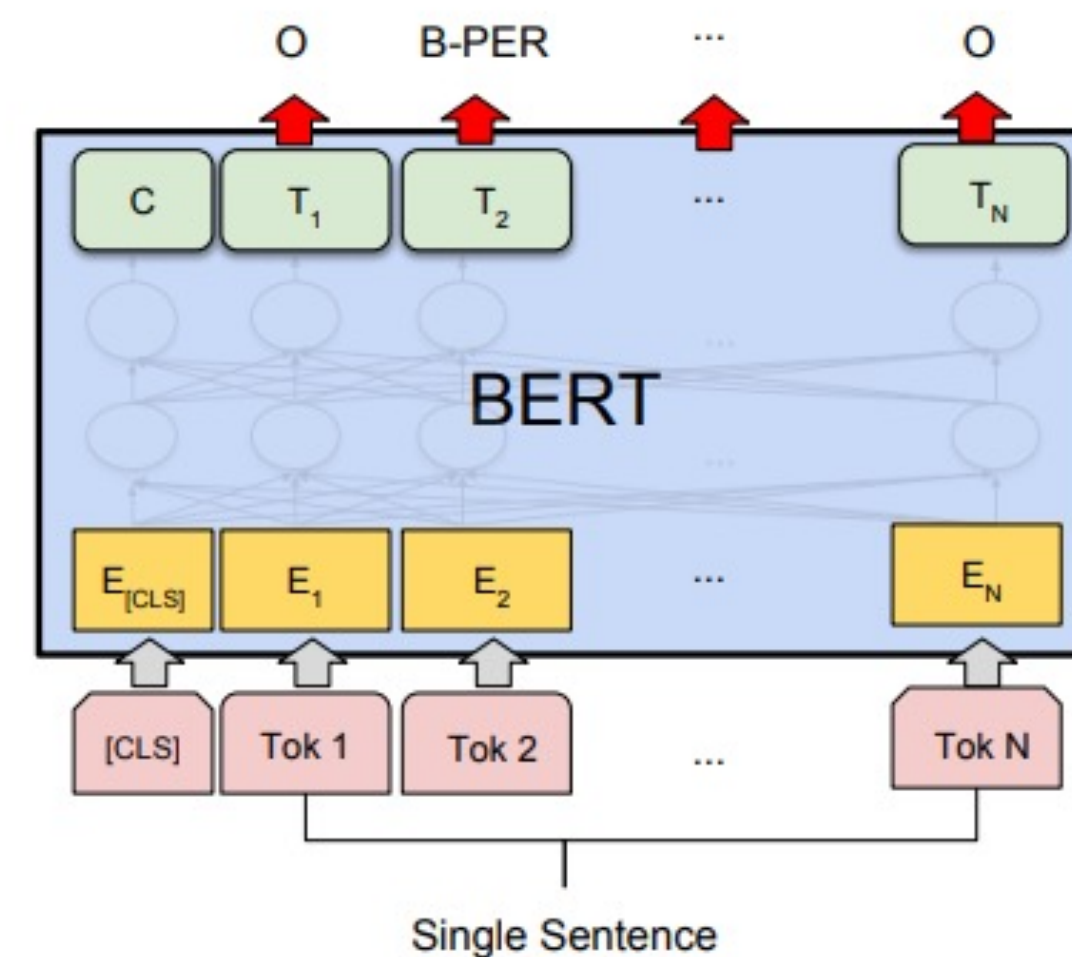 O B-PER ... O
C T1 T2 ... TN
...
BERT
...
E[CLS] E1 E2 ... EN
[CLS] Tok 1 Tok 2 ... Tok N
Single Sentence